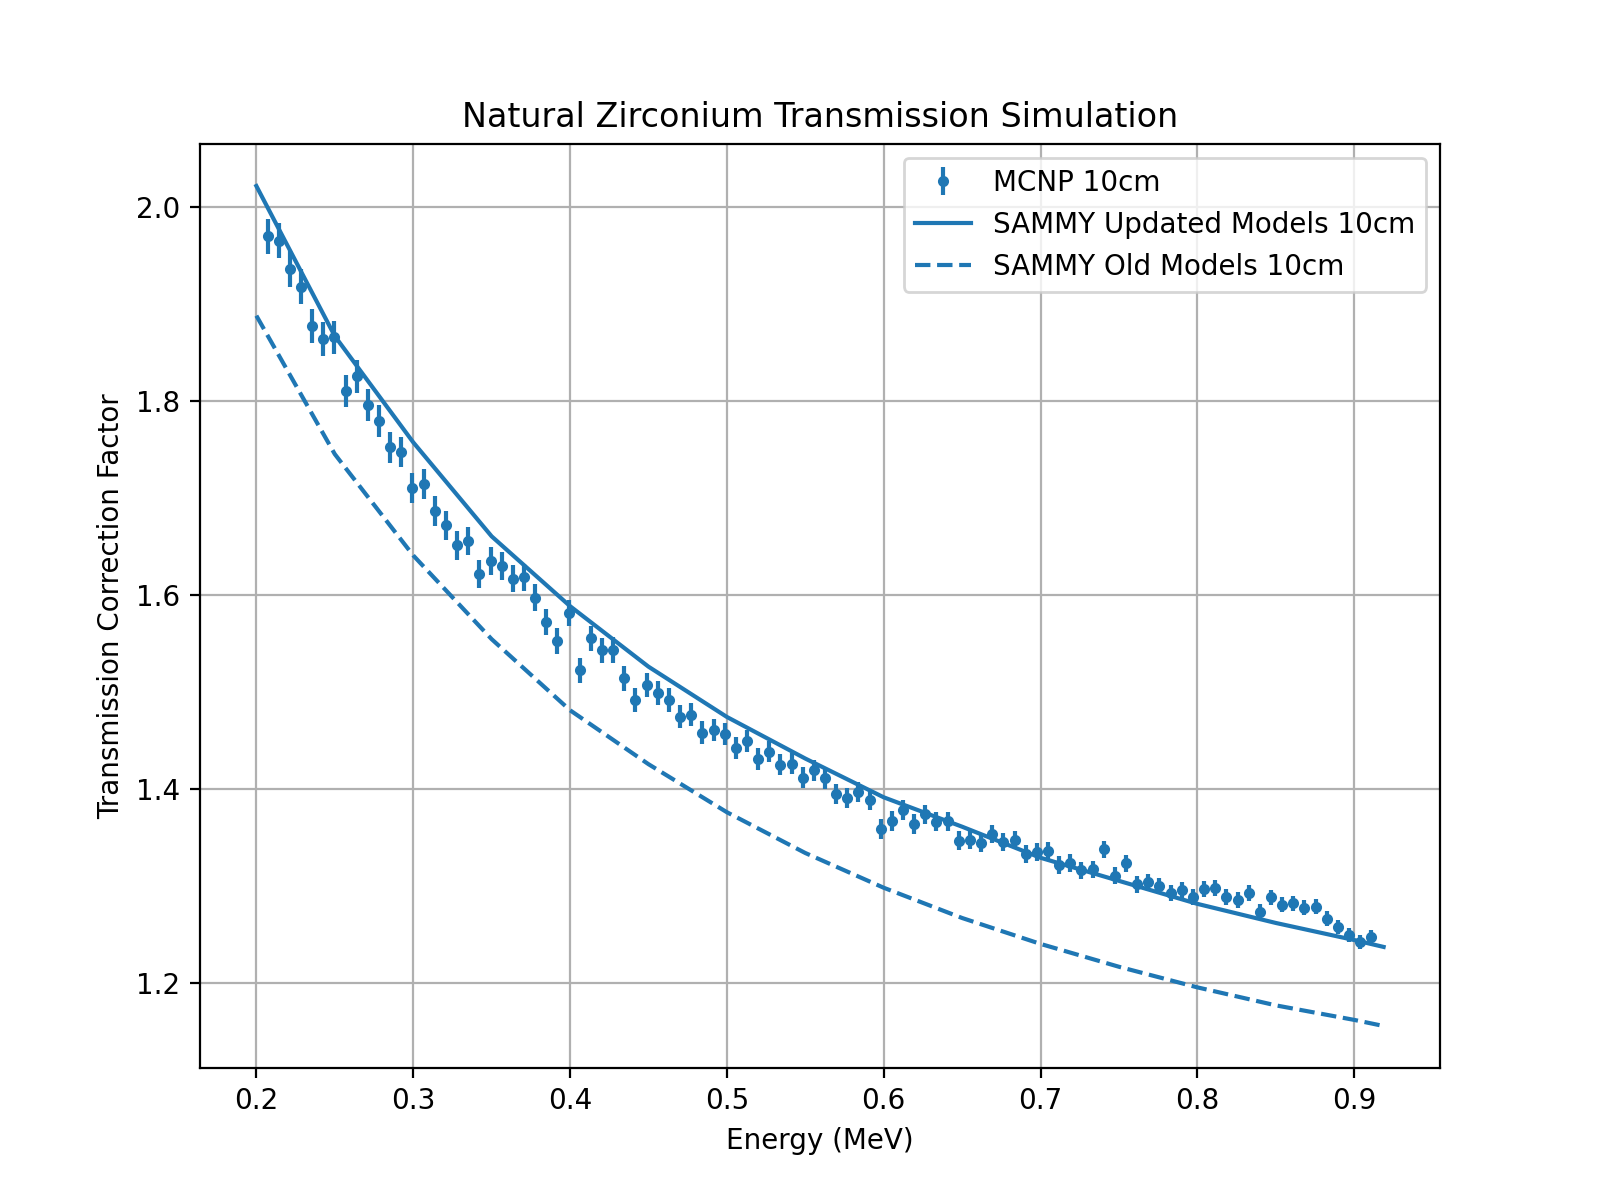 Natural Zirconium Transmission Simulation
MCNP 10cm
SAMMY Updated Models 10cm
SAMMY Old Models 10cm
Transmission Correction Factor
2.0
1.8
1.6
1.4
1.2
0.2 0.3 0.4 0.5 0.6 0.7 0.8 0.9
Energy (MeV)